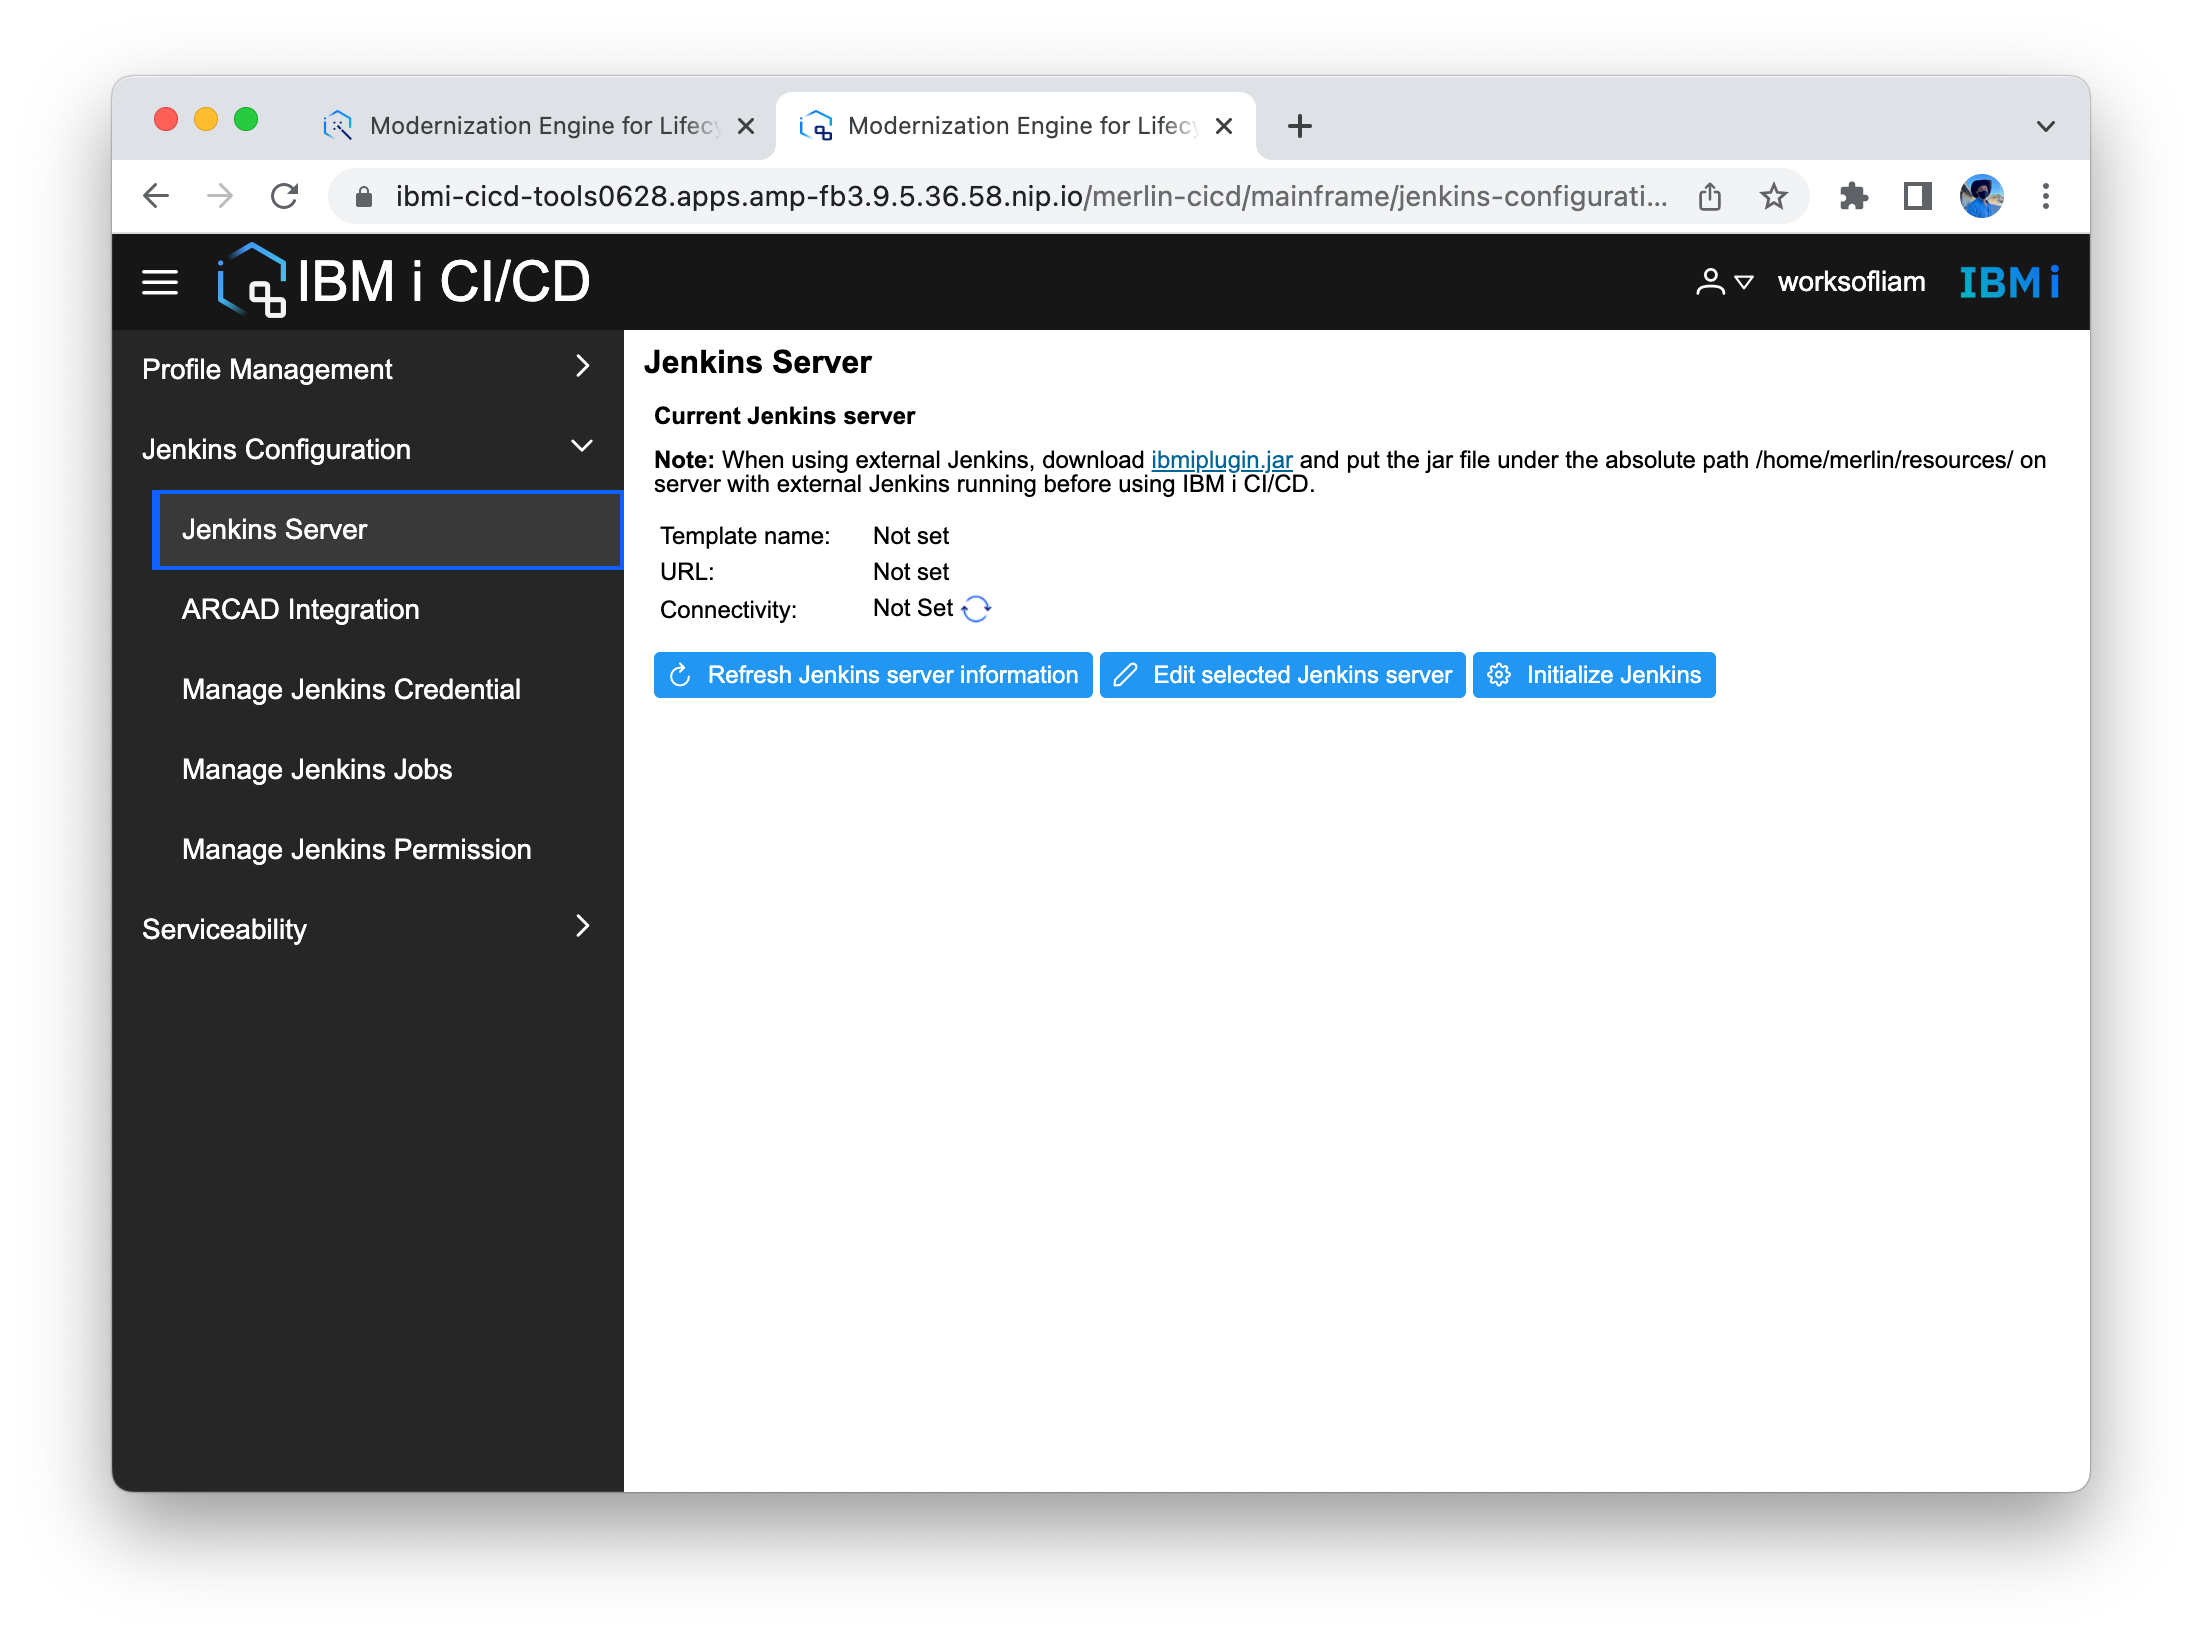 Modernization Engine for Lifecy
Modernization Engine for Lifecy
ibmi-cicd-tools0628.apps.amp-fb3.9.5.36.58.nip.io/merlin-cicd/mainframe/jenkins-configurati...
IBM i CI/CD
worksofliam
IBM i
Profile Management
Jenkins Configuration
Jenkins Server
ARCAD Integration
Manage Jenkins Credential
Manage Jenkins Jobs
Manage Jenkins Permission
Serviceability
Jenkins Server
Current Jenkins server
Note: When using external Jenkins, download ibmiplugin.jar and put the jar file under the absolute path /home/merlin/resources/ on
server with external Jenkins running before using IBM i CI/CD.
Template name: Not set
URL: Not set
Connectivity: Not Set
Refresh Jenkins server information Edit selected Jenkins server Initialize Jenkins